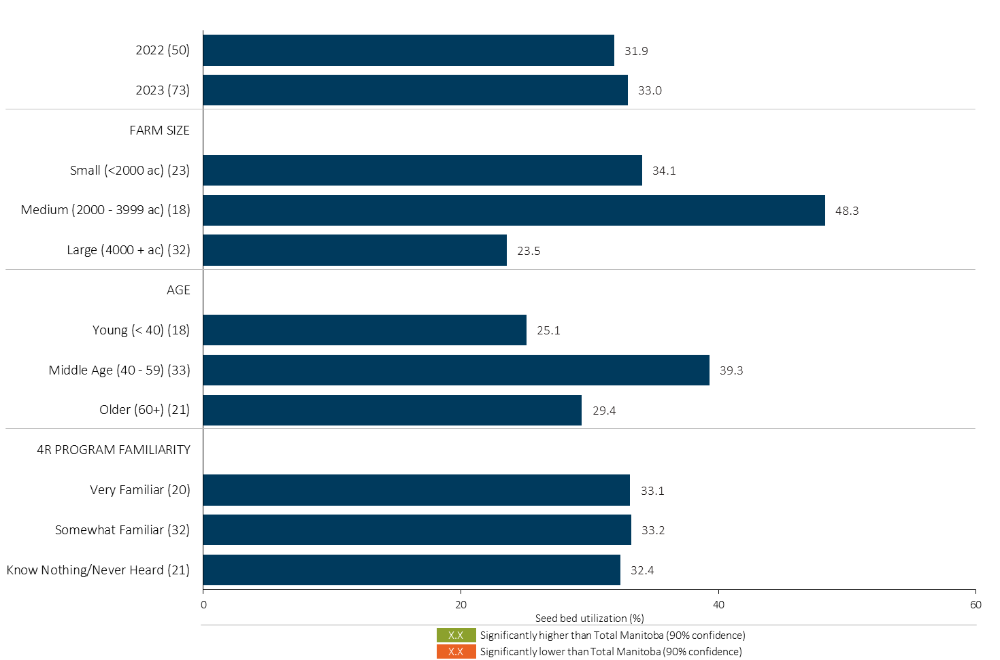 2022 (50) 31.9
2023 (73) 33.0
FARM SIZE
Small (<2000 ac) (23) 34.1
Medium (2000 - 3999 ac) (18) 48.3
Large (4000 + ac) (32) 23.5
AGE
Young (< 40) (18) 25.1
Middle Age (40 - 59) (33) 39.3
Older (60+) (21) 29.4
4R PROGRAM FAMILIARITY
Very Familiar (20) 33.1
Somewhat Familiar (32) 33.2
Know Nothing/Never Heard (21) 32.4
0 20 40 60
Seed bed utilization (%)
X.X Significantly higher than Total Manitoba (90% confidence)
X.X Significantly lower than Total Manitoba (90% confidence)